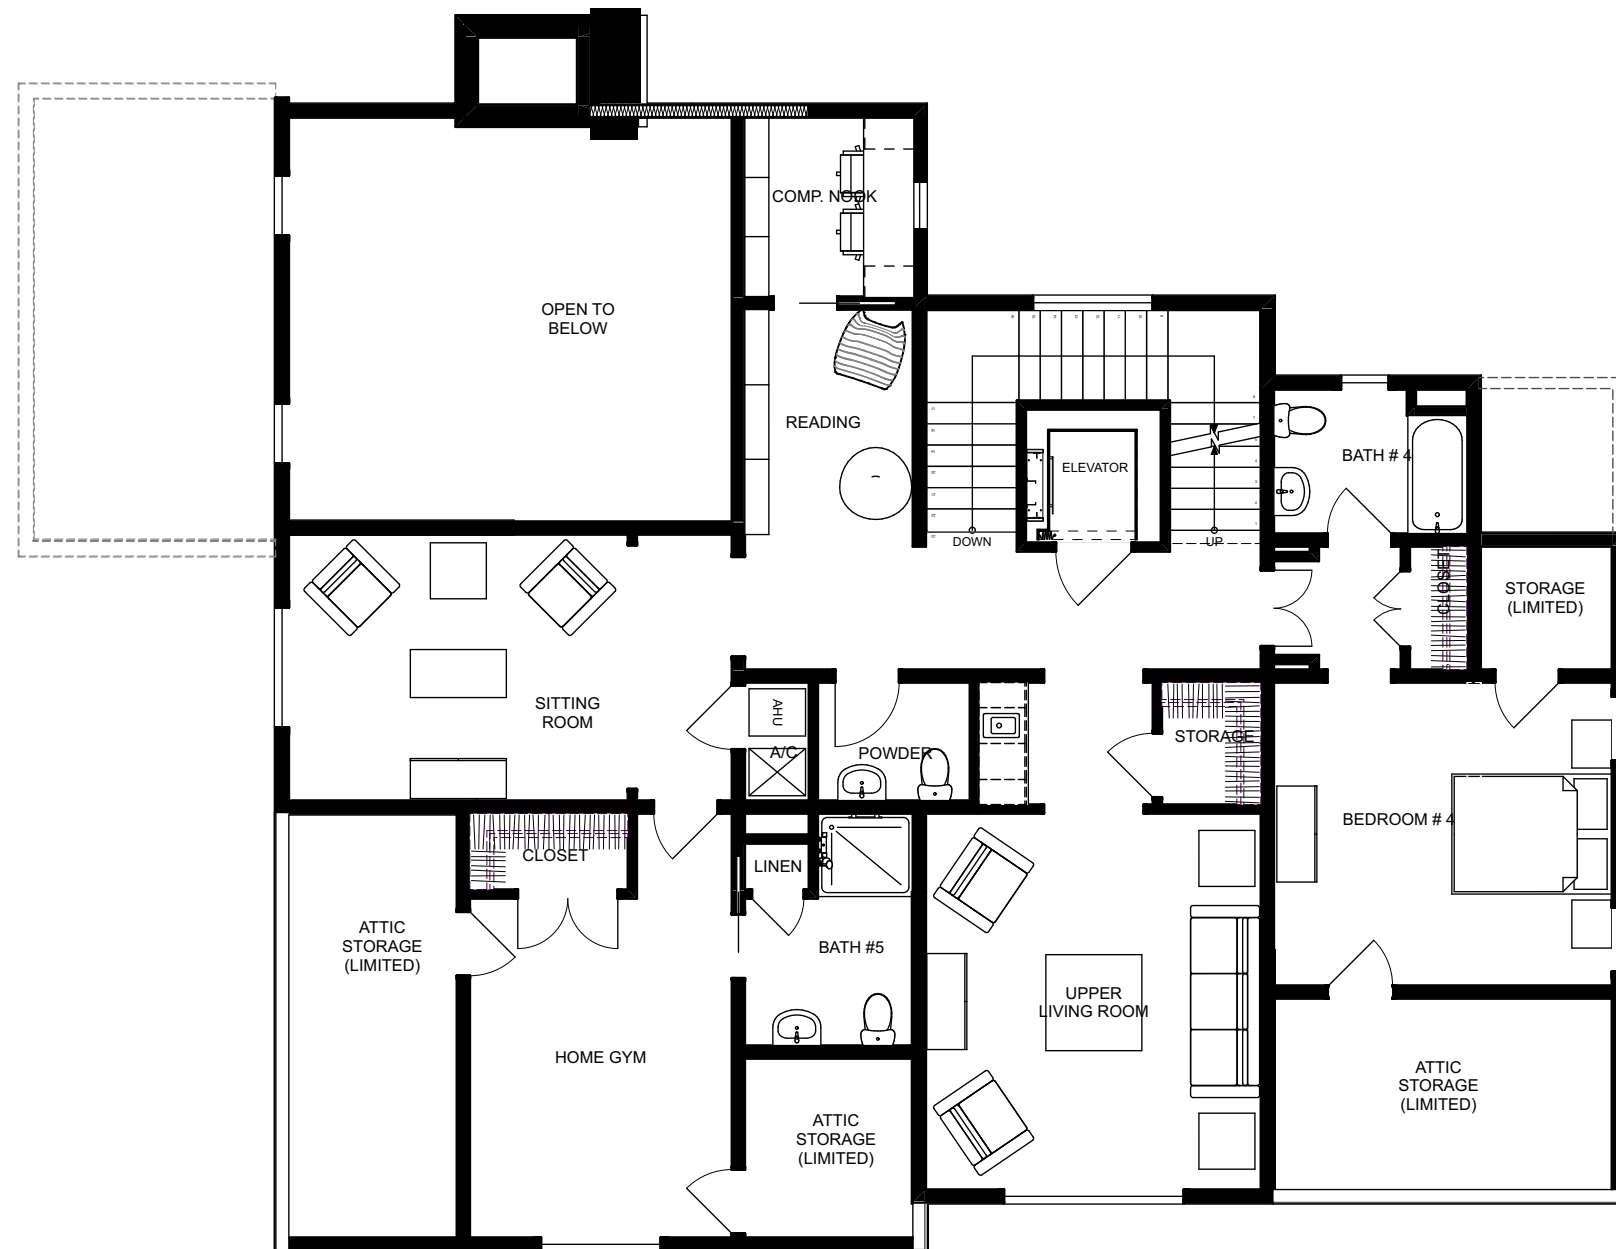 COMP. NOOK
OPEN TO
BELOW
READING
ELEVATOR
BATH # 4
DOWN
UP
CLOSET
STORAGE
(LIMITED)
SITTING
ROOM
AHU
A/C
POWDER
STORAGE
BEDROOM # 4
CLOSET
LINEN
ATTIC
STORAGE
(LIMITED)
BATH #5
UPPER
LIVING ROOM
HOME GYM
ATTIC
STORAGE
(LIMITED)
ATTIC
STORAGE
(LIMITED)